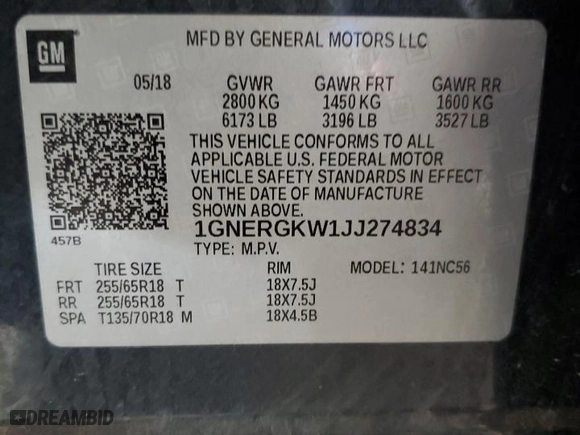 GM
MFD BY GENERAL MOTORS LLC
05/18 GVWR GAWR FRT GAWR RR
2800 KG 1450 KG 1600 KG
6173 LB 3196 LB 3527 LB
THIS VEHICLE CONFORMS TO ALL
APPLICABLE U.S. FEDERAL MOTOR
VEHICLE SAFETY STANDARDS IN EFFECT
ON THE DATE OF MANUFACTURE
SHOWN ABOVE.
457B
1GNERGKW1JJ274834
TYPE: M.P.V.
TIRE SIZE RIM MODEL: 141NC56
FRT 255/65R18 T 18X7.5J
RR 255/65R18 T 18X7.5J
SPA T135/70R18 M 18X4.5B
DREAMBID